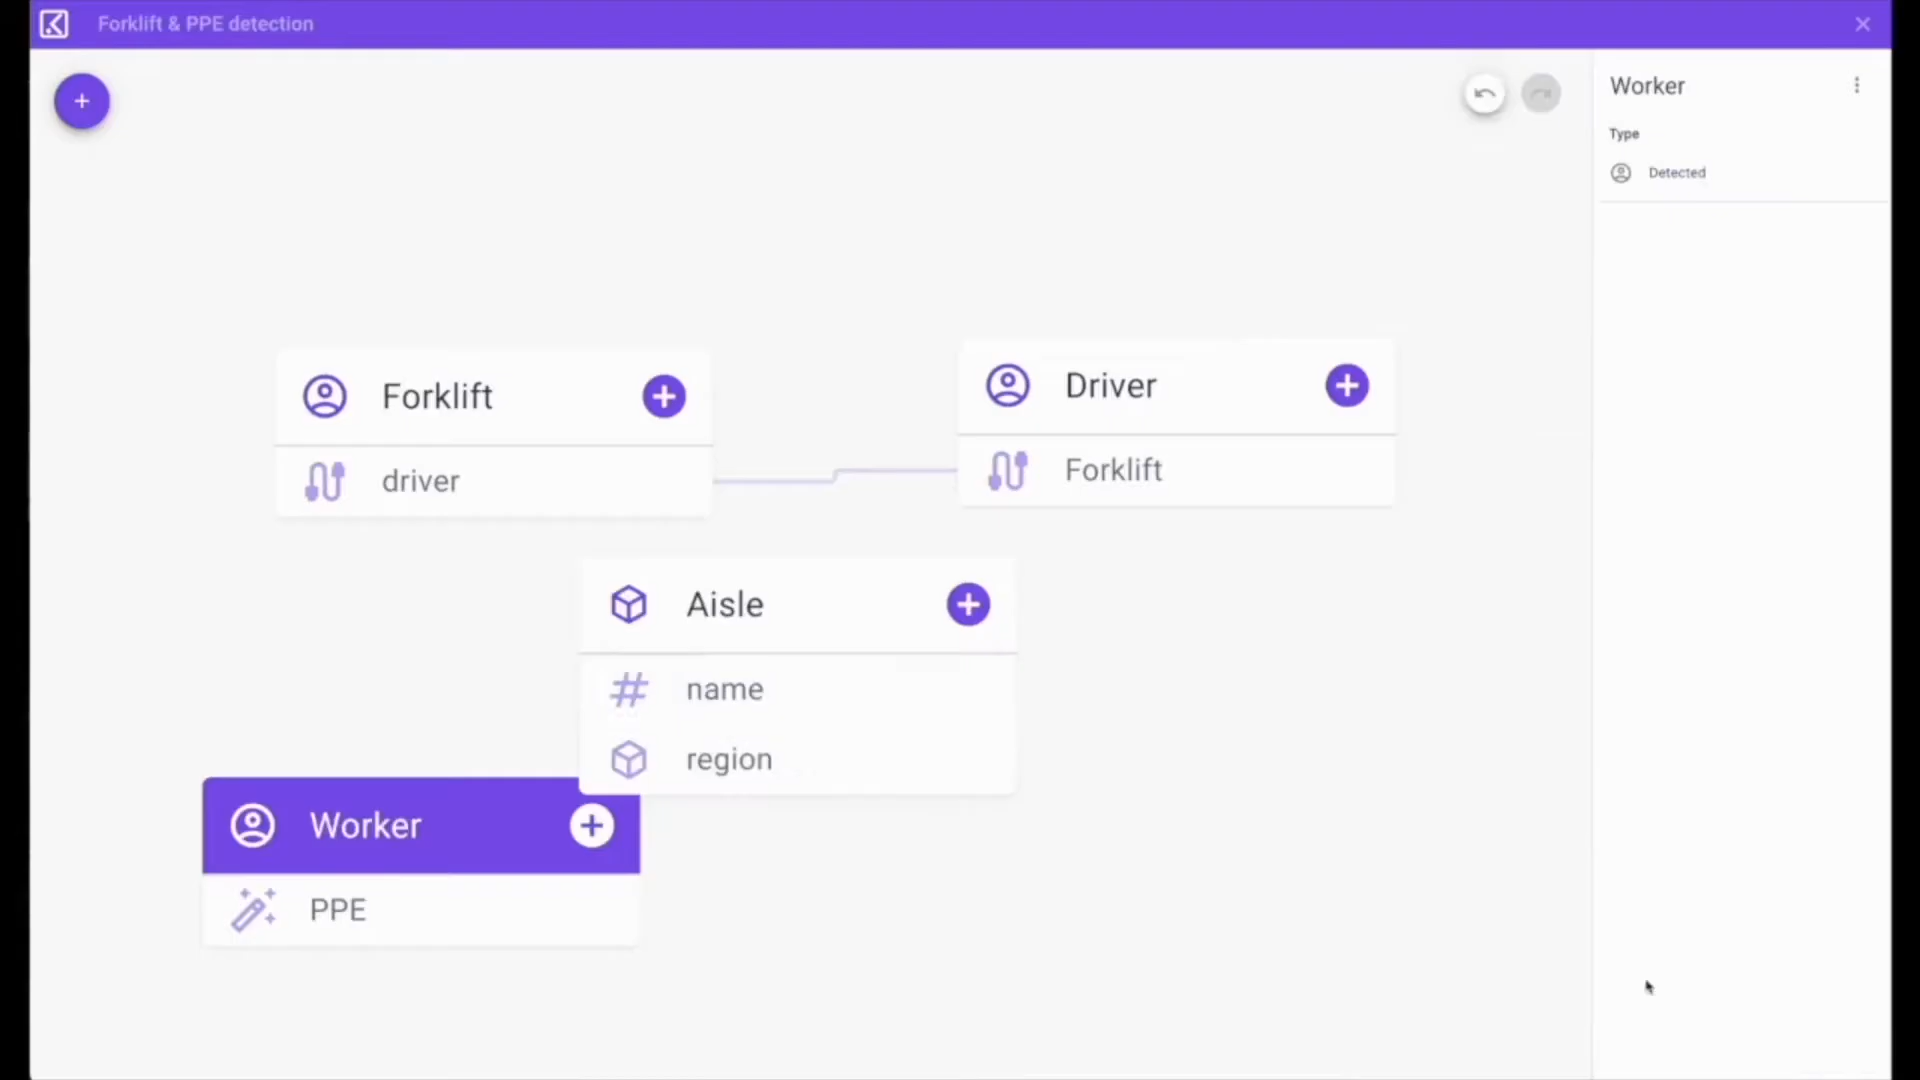 Forklift & PPE detection
Worker
Type
Detected
Forklift
driver
Driver
Forklift
Aisle
name
region
Worker
PPE